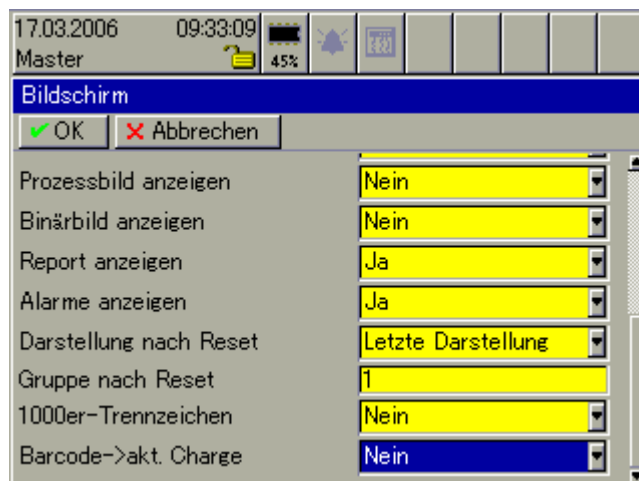 17.03.2006 09:33:09
Master 45%
Bildschirm
OK Abbrechen
Prozessbild anzeigen Nein
Binärbild anzeigen Nein
Report anzeigen Ja
Alarme anzeigen Ja
Darstellung nach Reset Letzte Darstellung
Gruppe nach Reset 1
1000er-Trennzeichen Nein
Barcode->akt. Charge Nein